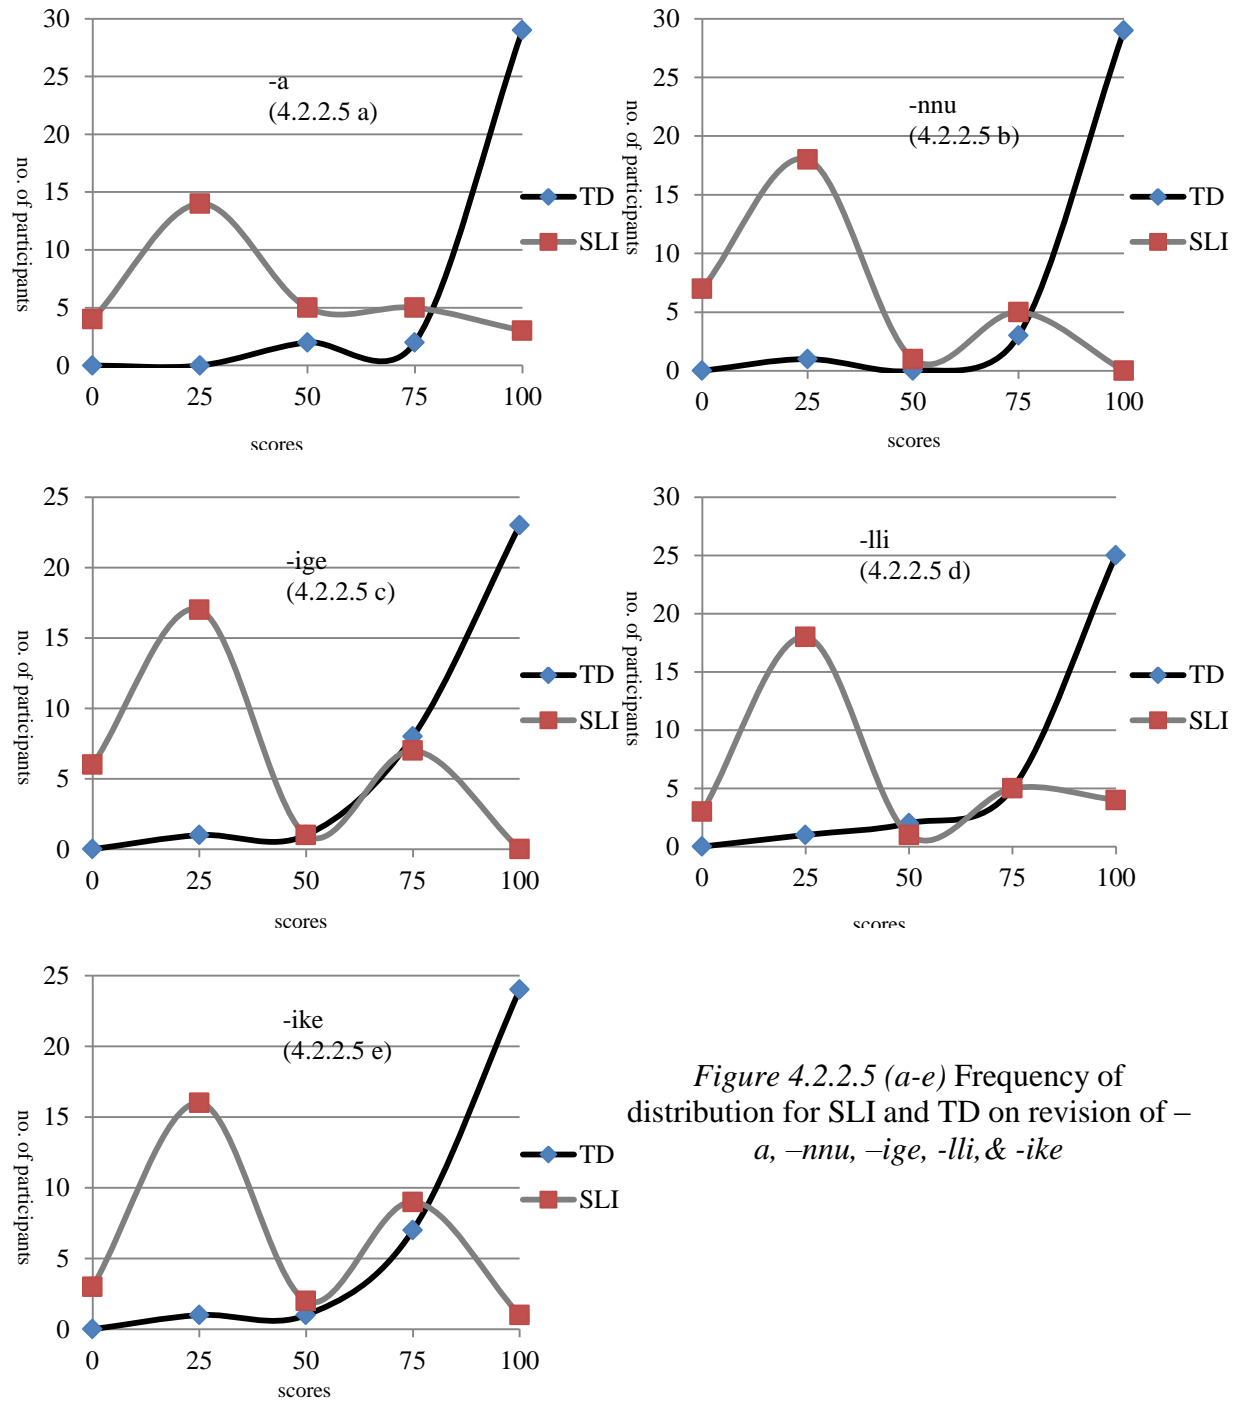 30
25
20
15
10
5
0
0 25 50 75 100
no. of participants
scores
-a
(4.2.2.5 a)
TD
SLI
30
25
20
15
10
5
0
0 25 50 75 100
no. of participants
scores
-nnu
(4.2.2.5 b)
TD
SLI
25
20
15
10
5
0
0 25 50 75 100
no. of participants
scores
-ige
(4.2.2.5 c)
TD
SLI
30
25
20
15
10
5
0
0 25 50 75 100
no. of participants
scores
-lli
(4.2.2.5 d)
TD
SLI
25
20
15
10
5
0
0 25 50 75 100
no. of participants
scores
-ike
(4.2.2.5 e)
TD
SLI
Figure 4.2.2.5 (a-e) Frequency of
distribution for SLI and TD on revision of –
a, –nnu, –ige, -lli,& -ike